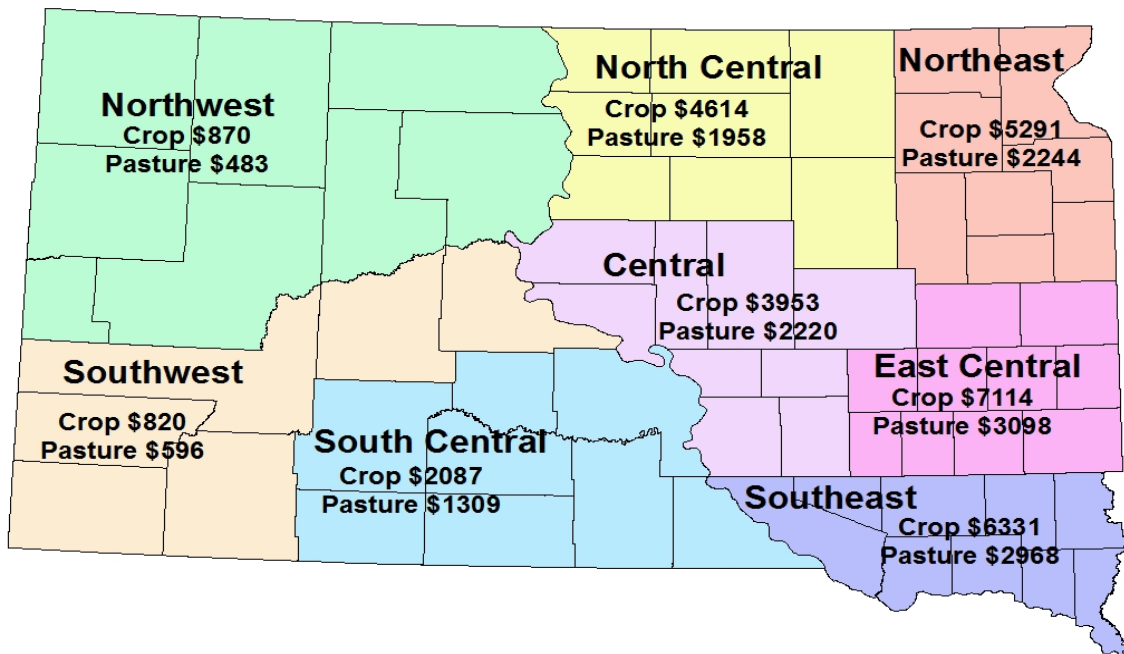 Northwest
Crop $870
Pasture $483
North Central
Crop $4614
Pasture $1958
Northeast
Crop $5291
Pasture $2244
Central
Crop $3953
Pasture $2220
Southwest
Crop $820
Pasture $596
South Central
Crop $2087
Pasture $1309
East Central
Crop $7114
Pasture $3098
Southeast
Crop $6331
Pasture $2968